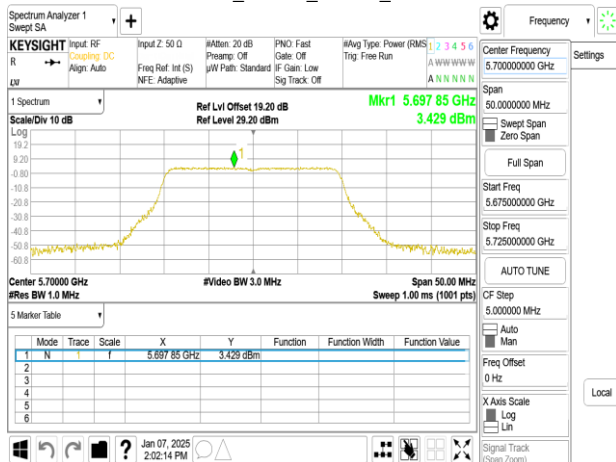 Spectrum Analyzer 1
Swept SA
Frequency
KEYSIGHT
R
Input: RF
Coupling: DC
Align: Auto
Input Z: 50 Ω
Freq Ref: Int (S)
NFE: Adaptive
#Atten: 20 dB
Preamp: Off
µW Path: Standard
PNO: Fast
Gate: Off
IF Gain: Low
Sig Track: Off
#Avg Type: Power (RMS
Trig: Free Run
1 2 3 4 5 6
A W W W W W
A N N N N N
Center Frequency
5.700000000 GHz
Settings
Span
50.0000000 MHz
Swept Span
Zero Span
Full Span
Start Freq
5.675000000 GHz
Stop Freq
5.725000000 GHz
AUTO TUNE
CF Step
5.000000 MHz
Auto
Man
Freq Offset
0 Hz
X Axis Scale
Log
Lin
Signal Track
(Span Zoom)
Local
1 Spectrum
Scale/Div 10 dB
Ref Lvl Offset 19.20 dB
Ref Level 29.20 dBm
Mkr1 5.697 85 GHz
3.429 dBm
Log
19.2
9.20
-0.80
-10.8
-20.8
-30.8
-40.8
-50.8
-60.8
1
Center 5.70000 GHz
#Video BW 3.0 MHz
Span 50.00 MHz
#Res BW 1.0 MHz
Sweep 1.00 ms (1001 pts)
5 Marker Table
Mode Trace Scale X Y Function Function Width Function Value
1 N 1 f 5.697 85 GHz 3.429 dBm
2
3
4
5
6
Jan 07, 2025
2:02:14 PM